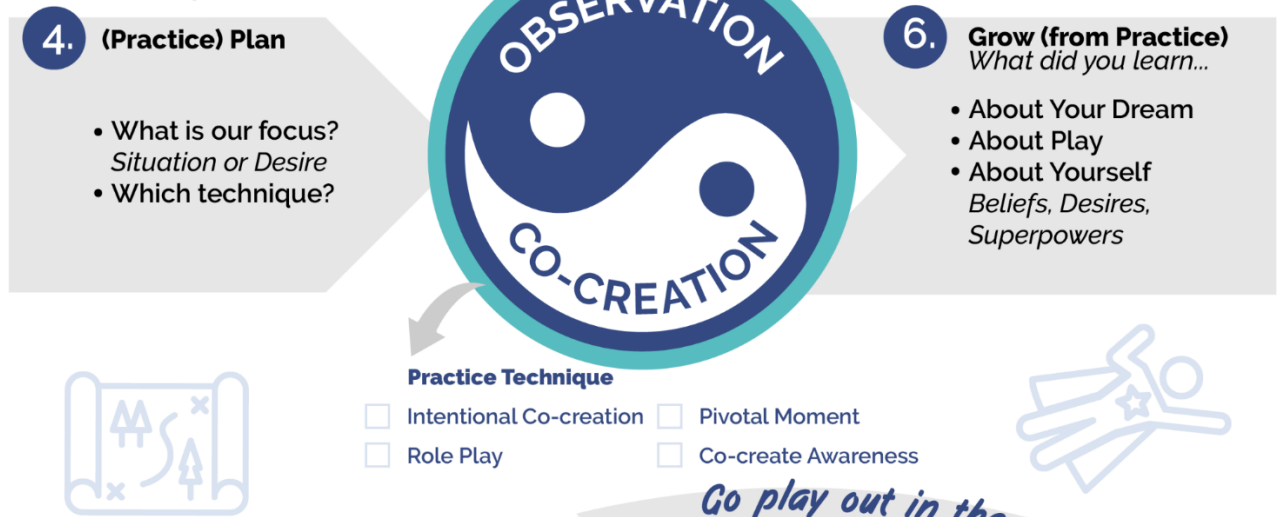 4.
(Practice) Plan
• What is our focus?
Situation or Desire
• Which technique?
OBSERVATION
CO-CREATION
6.
Grow (from Practice)
What did you learn...
• About Your Dream
• About Play
• About Yourself
Beliefs, Desires,
Superpowers
Practice Technique
Intentional Co-creation
Pivotal Moment
Role Play
Co-create Awareness
Go play out in the